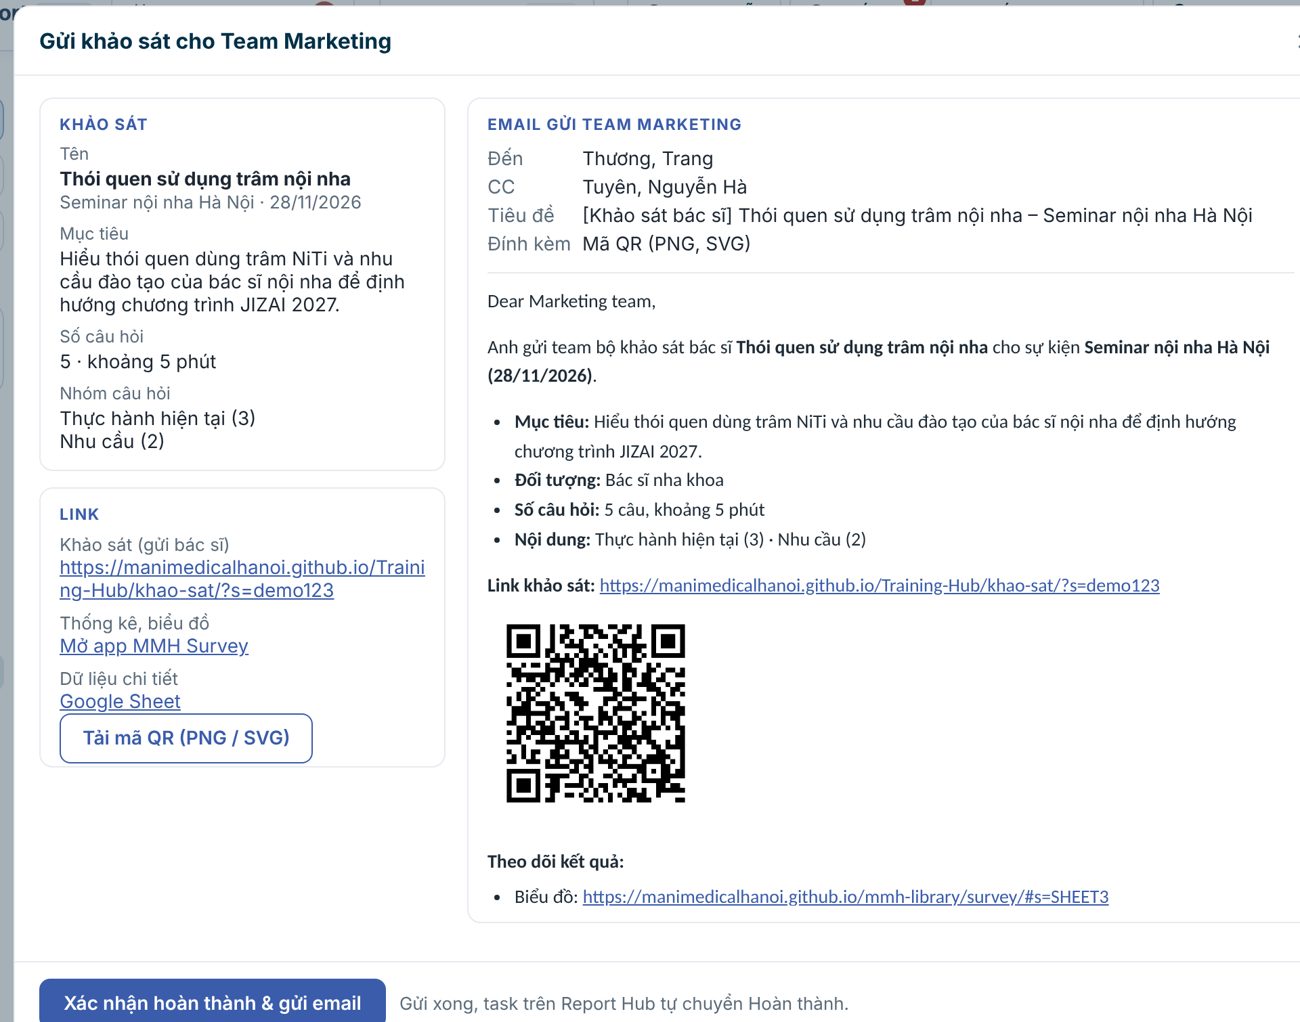 Gửi khảo sát cho Team Marketing
KHẢO SÁT
Tên
Thói quen sử dụng trâm nội nha
Seminar nội nha Hà Nội · 28/11/2026
Mục tiêu
Hiểu thói quen dùng trâm NiTi và nhu
cầu đào tạo của bác sĩ nội nha để định
hướng chương trình JIZAI 2027.
Số câu hỏi
5 · khoảng 5 phút
Nhóm câu hỏi
Thực hành hiện tại (3)
Nhu cầu (2)
LINK
Khảo sát (gửi bác sĩ)
https://manimedicalhanoi.github.io/Traini
ng-Hub/khao-sat/?s=demo123
Thống kê, biểu đồ
Mở app MMH Survey
Dữ liệu chi tiết
Google Sheet
Tải mã QR (PNG / SVG)
EMAIL GỬI TEAM MARKETING
Đến Thương, Trang
CC Tuyên, Nguyễn Hà
Tiêu đề [Khảo sát bác sĩ] Thói quen sử dụng trâm nội nha – Seminar nội nha Hà Nội
Đính kèm Mã QR (PNG, SVG)
Dear Marketing team,
Anh gửi team bộ khảo sát bác sĩ Thói quen sử dụng trâm nội nha cho sự kiện Seminar nội nha Hà Nội
(28/11/2026).
• Mục tiêu: Hiểu thói quen dùng trâm NiTi và nhu cầu đào tạo của bác sĩ nội nha để định hướng
chương trình JIZAI 2027.
• Đối tượng: Bác sĩ nha khoa
• Số câu hỏi: 5 câu, khoảng 5 phút
• Nội dung: Thực hành hiện tại (3) · Nhu cầu (2)
Link khảo sát: https://manimedicalhanoi.github.io/Training-Hub/khao-sat/?s=demo123
Theo dõi kết quả:
• Biểu đồ: https://manimedicalhanoi.github.io/mmh-library/survey/#s=SHEET3
Xác nhận hoàn thành & gửi email
Gửi xong, task trên Report Hub tự chuyển Hoàn thành.